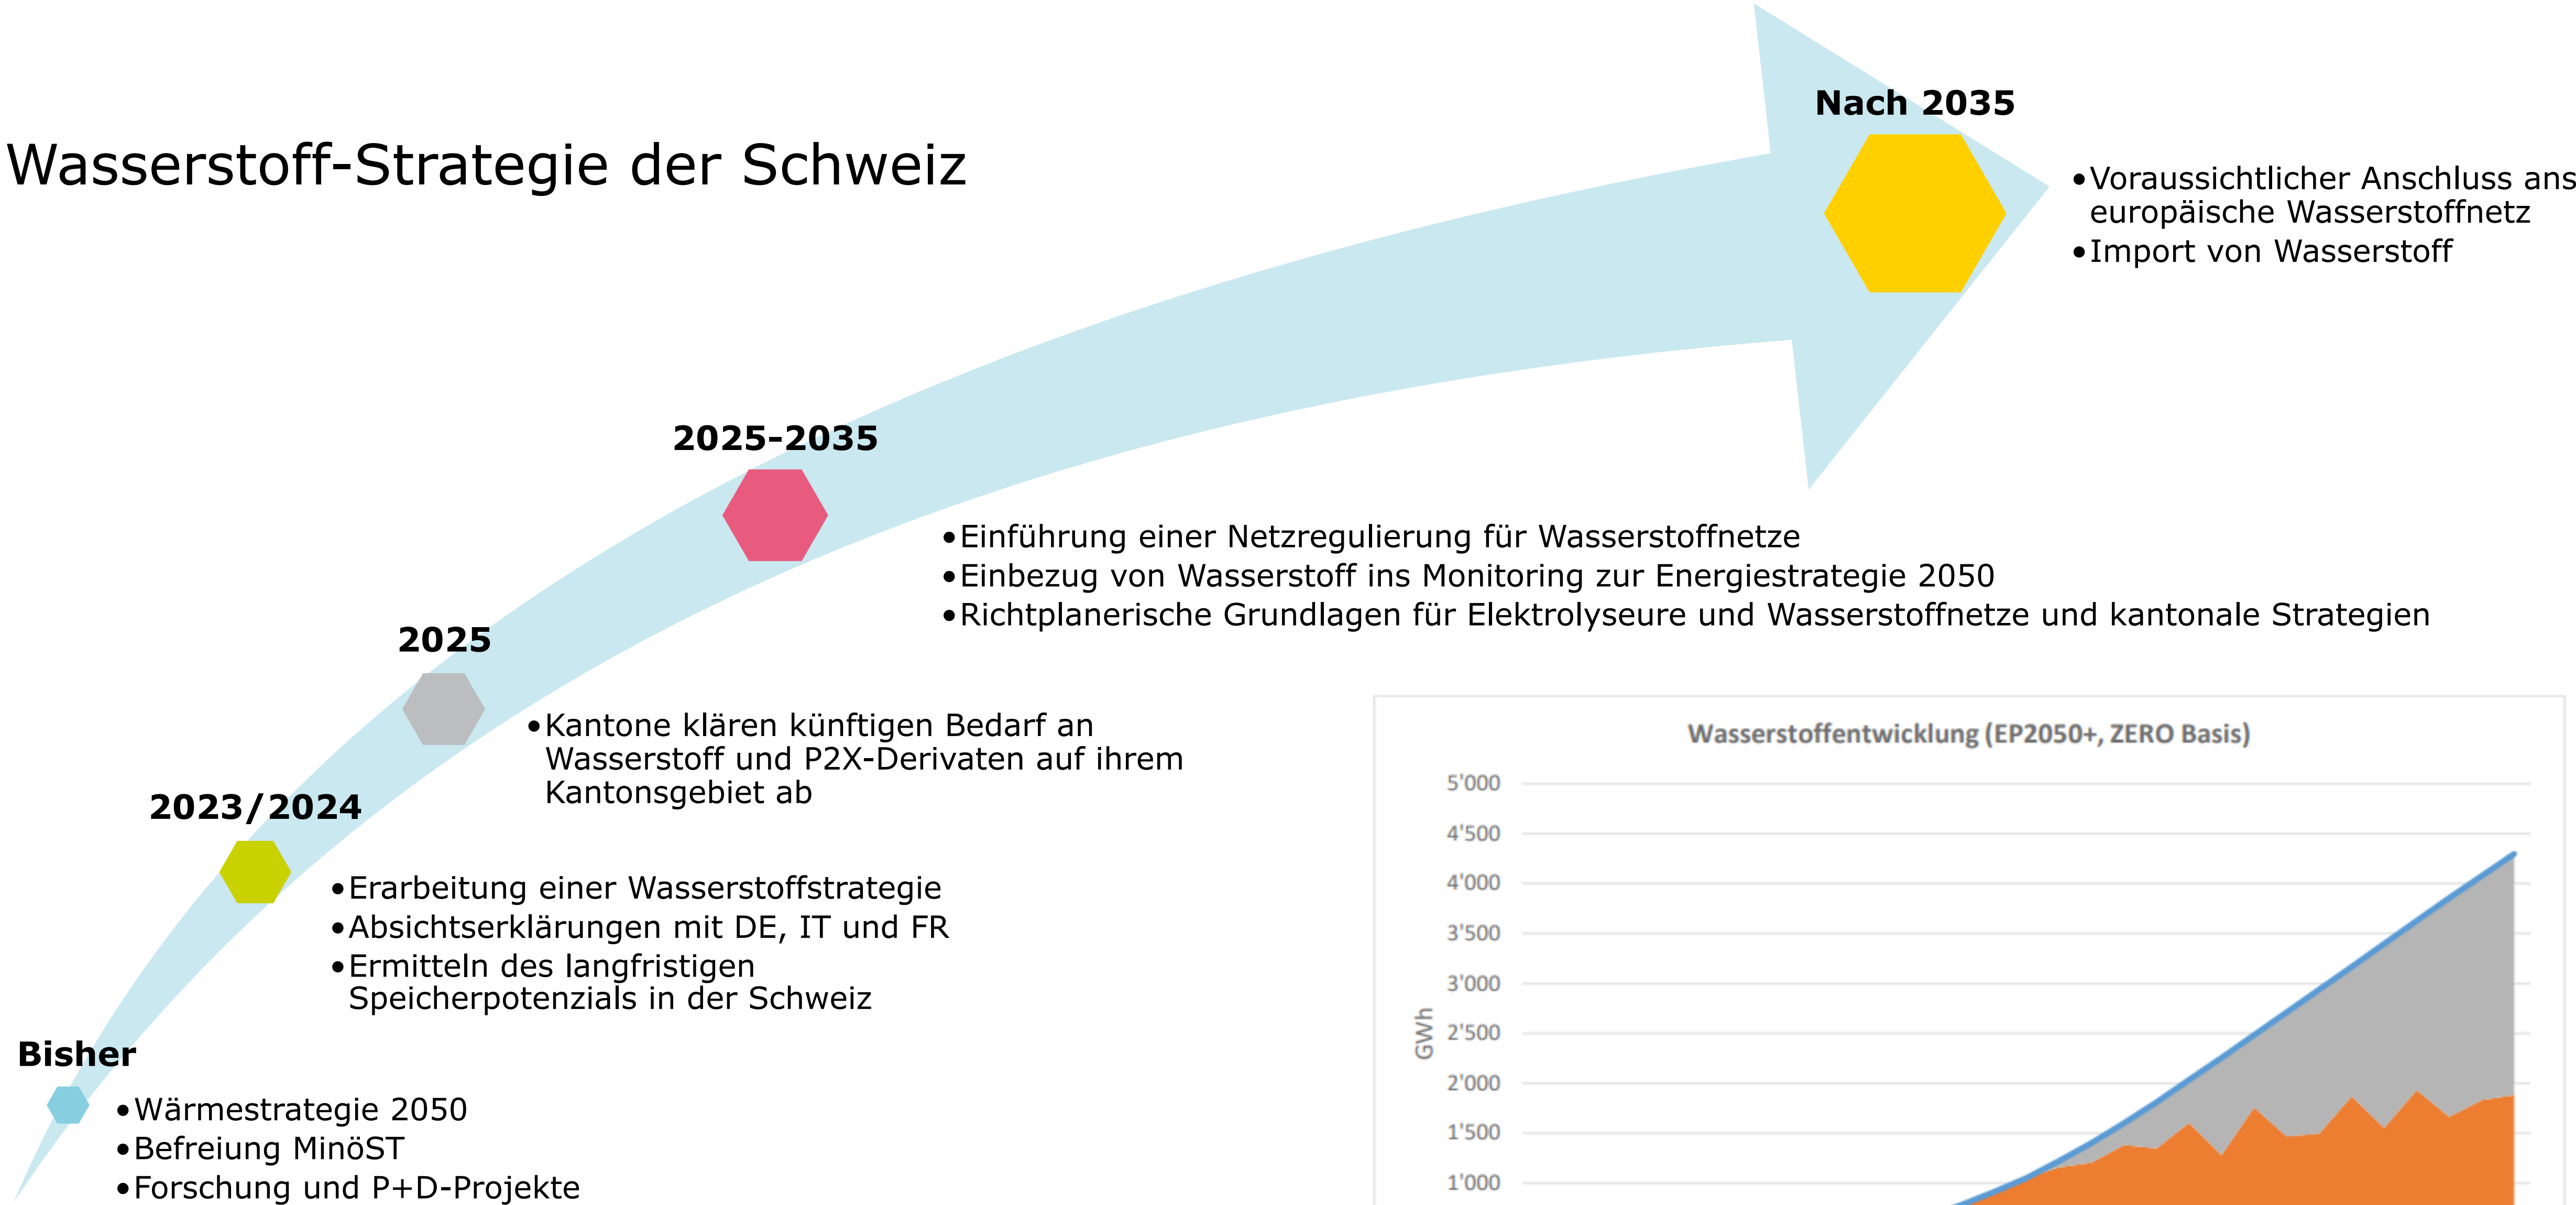 Wasserstoff-Strategie der Schweiz
Nach 2035
•Voraussichtlicher Anschluss ans
europäische Wasserstoffnetz
•Import von Wasserstoff
2025-2035
•Einführung einer Netzregulierung für Wasserstoffnetze
•Einbezug von Wasserstoff ins Monitoring zur Energiestrategie 2050
•Richtplanerische Grundlagen für Elektrolyseure und Wasserstoffnetze und kantonale Strategien
2025
•Kantone klären künftigen Bedarf an
Wasserstoff und P2X-Derivaten auf ihrem
Kantonsgebiet ab
2023/2024
•Erarbeitung einer Wasserstoffstrategie
•Absichtserklärungen mit DE, IT und FR
•Ermitteln des langfristigen
Speicherpotenzials in der Schweiz
Bisher
•Wärmestrategie 2050
•Befreiung MinöST
•Forschung und P+D-Projekte
Wasserstoffentwicklung (EP2050+, ZERO Basis)
5'000
4'500
4'000
3'500
3'000
2'500
2'000
1'500
1'000
GWh